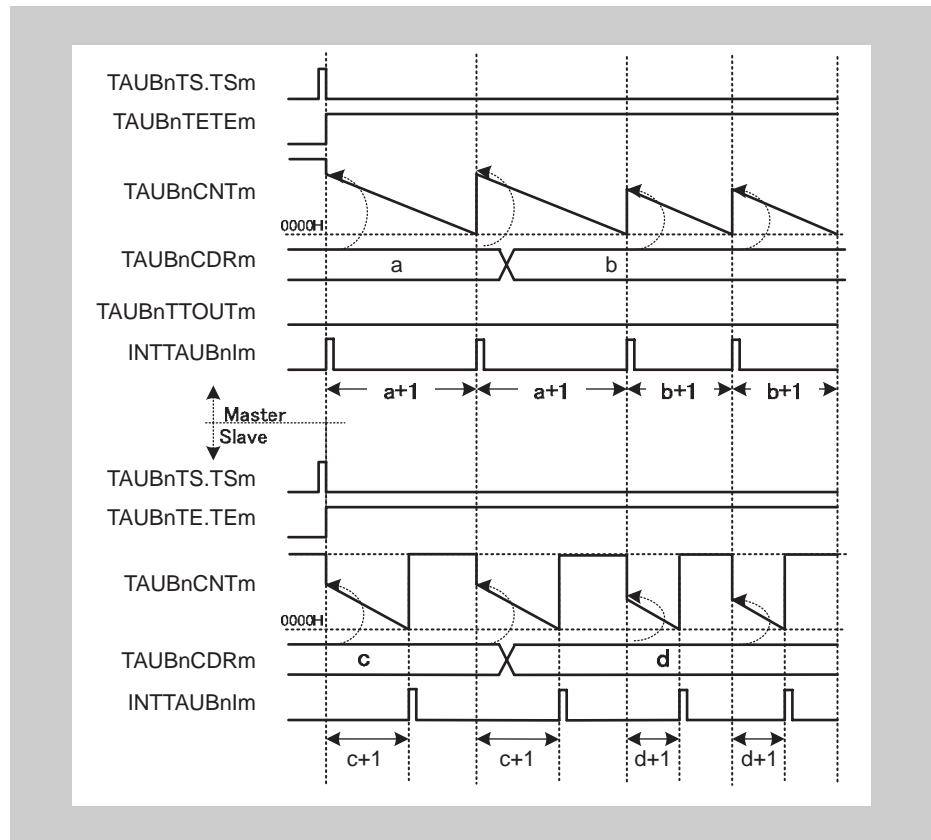 TAUBnTS.TSm
TAUBnTETEm
TAUBnCNTm
0000H
TAUBnCDRm
a b
TAUBnTTOUTm
INTTAUBnIm
a+1 a+1 b+1 b+1
Master
Slave
TAUBnTS.TSm
TAUBnTE.TEm
TAUBnCNTm
0000H
TAUBnCDRm
c d
INTTAUBnIm
c+1 c+1 d+1 d+1